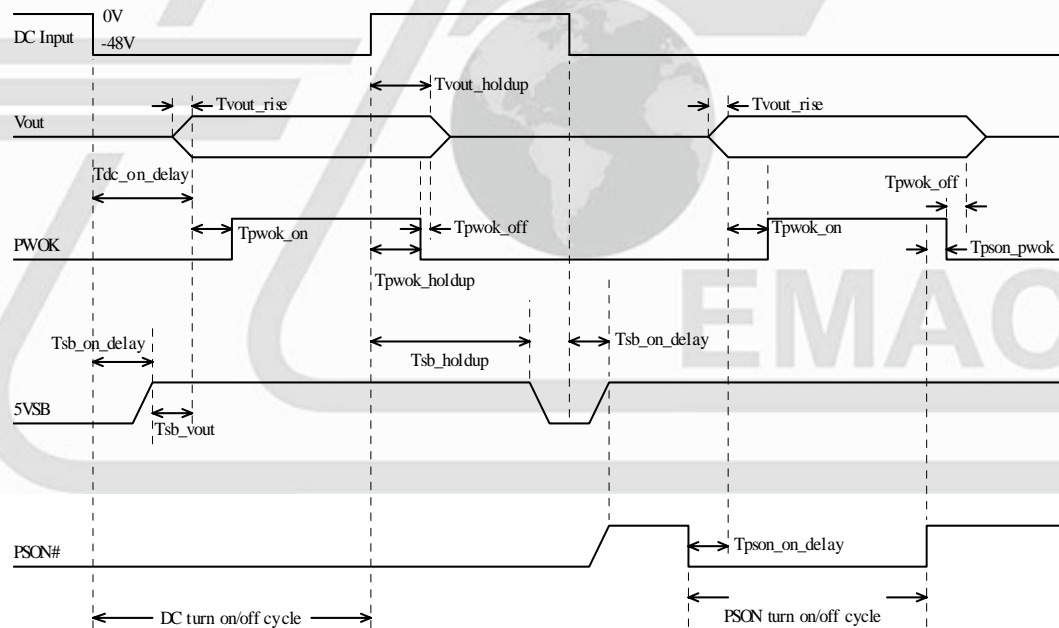 0V
DC Input
-48V
Tvout_holdup
Tvout_rise
Tvout_rise
Vout
Tdc_on_delay
Tpwok_off
Tpwok_on
Tpwok_off
Tpwok_on
PWOK
Tpson_pwok
Tpwok_holdup
EMAC
Tsb_on_delay
Tsb_holdup
Tsb_on_delay
5VSB
Tsb_vout
PSON#
Tpson_on_delay
DC turn on/off cycle
PSON turn on/off cycle